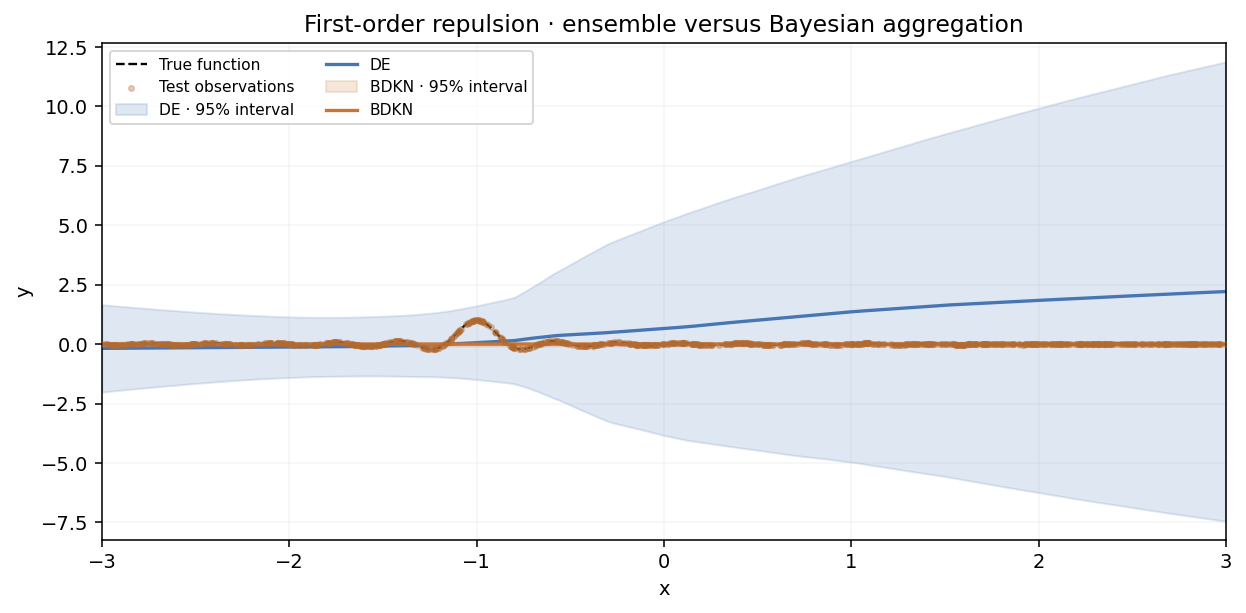 First-order repulsion · ensemble versus Bayesian aggregation
True function
Test observations
DE · 95% interval
DE
BDKN · 95% interval
BDKN
y
12.5
10.0
7.5
5.0
2.5
0.0
−2.5
−5.0
−7.5
−3
−2
−1
0
1
2
3
x